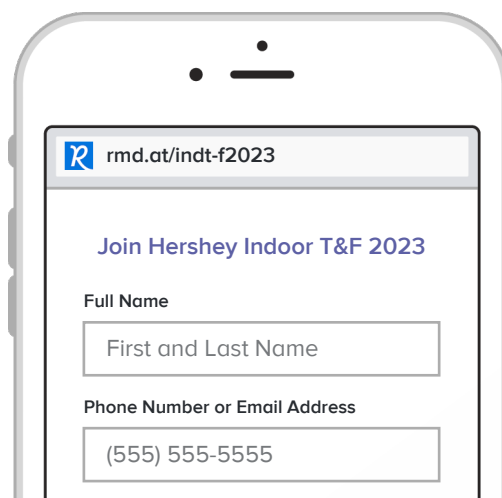 rmd.at/indt-f2023
Join Hershey Indoor T&F 2023
Full Name
First and Last Name
Phone Number or Email Address
(555) 555-5555